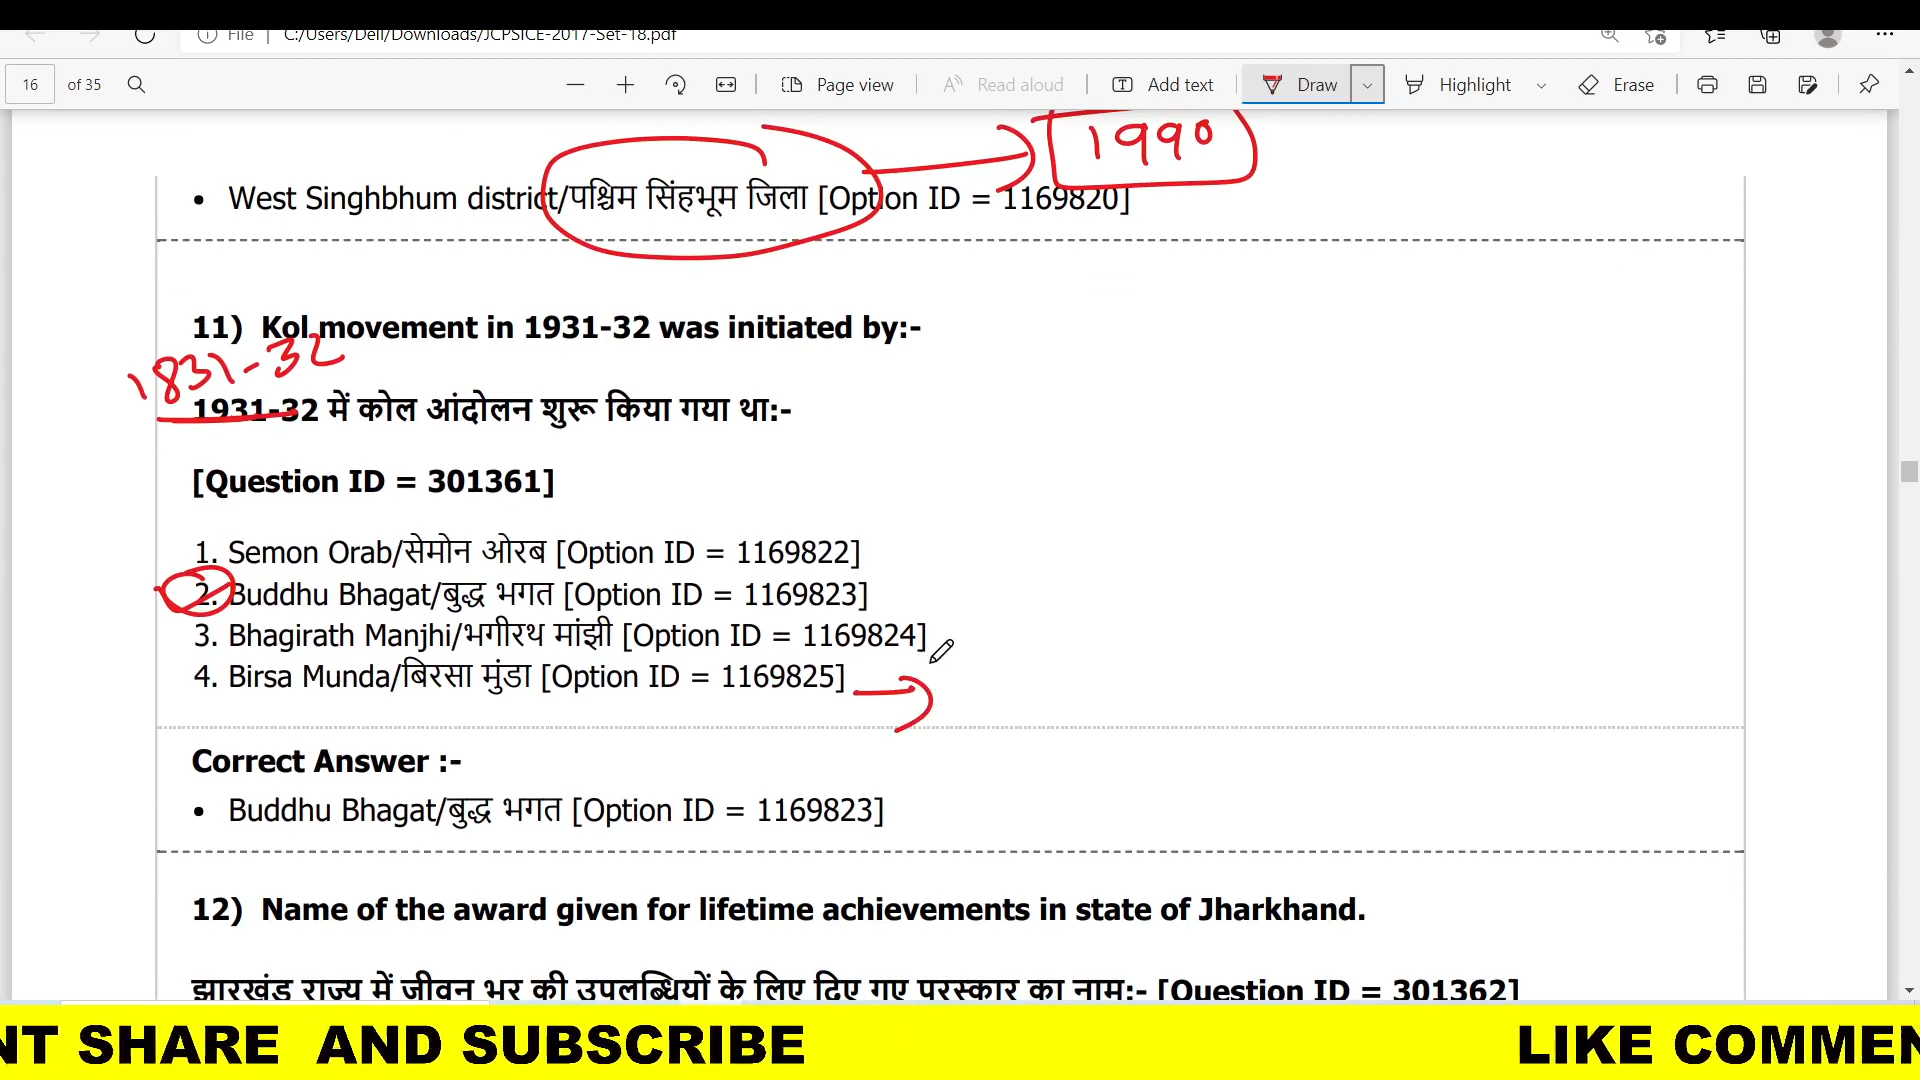 File | C:/Users/Dell/Downloads/JCPSICE-2017-Set-18.pdf
16 of 35 Page view Read aloud Add text Draw Highlight Erase
1990
• West Singhbhum district/पश्चिम सिंहभूम जिला [Option ID = 1169820]
11) Kol movement in 1931-32 was initiated by:-
1831-32
1931-32 में कोल आंदोलन शुरू किया गया था:-
[Question ID = 301361]
1. Semon Orab/सेमोन ओरब [Option ID = 1169822]
2. Buddhu Bhagat/बुद्ध भगत [Option ID = 1169823]
3. Bhagirath Manjhi/भगीरथ मांझी [Option ID = 1169824]
4. Birsa Munda/बिरसा मुंडा [Option ID = 1169825]
Correct Answer :-
• Buddhu Bhagat/बुद्ध भगत [Option ID = 1169823]
12) Name of the award given for lifetime achievements in state of Jharkhand.
झारखंड राज्य में जीवन भर की उपलब्धियों के लिए दिए गए पुरस्कार का नाम:- [Question ID = 301362]
NT SHARE AND SUBSCRIBE LIKE COMMEN